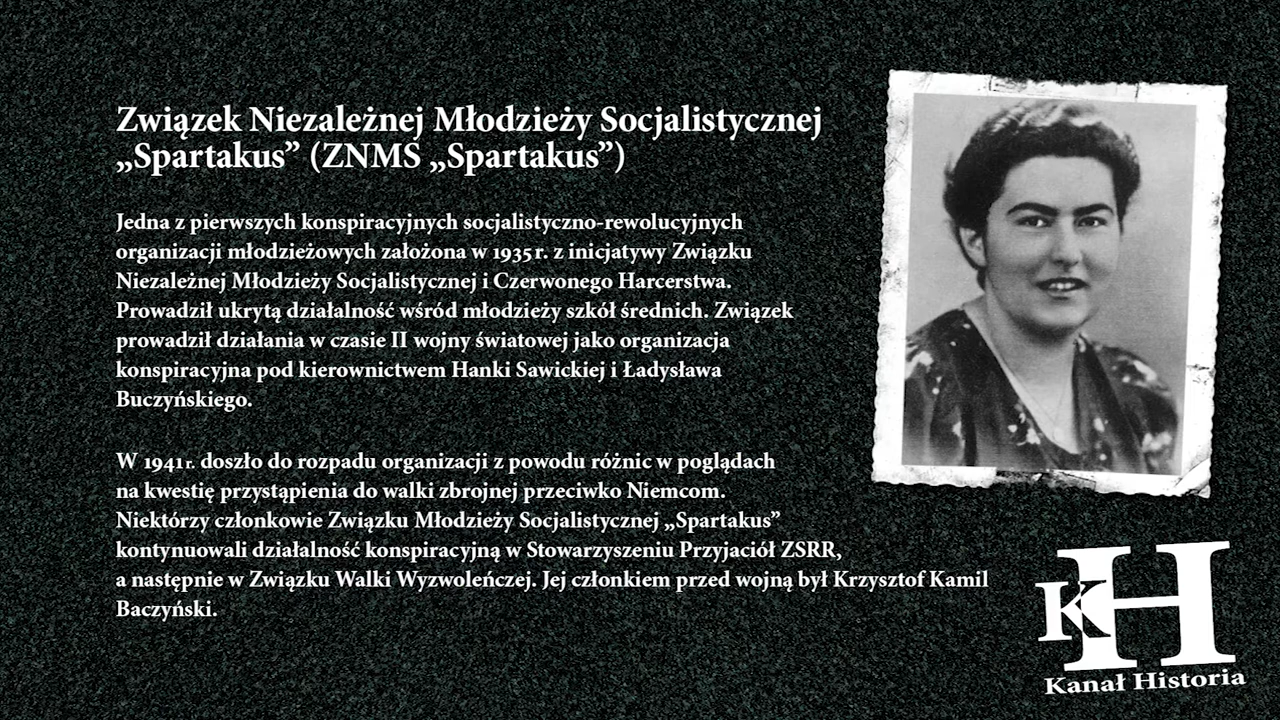 Związek Niezależnej Młodzieży Socjalistycznej
„Spartakus” (ZNMS „Spartakus”)
Jedna z pierwszych konspiracyjnych socjalistyczno-rewolucyjnych
organizacji młodzieżowych założona w 1935 r. z inicjatywy Związku
Niezależnej Młodzieży Socjalistycznej i Czerwonego Harcerstwa.
Prowadził ukrytą działalność wśród młodzieży szkół średnich. Związek
prowadził działania w czasie II wojny światowej jako organizacja
konspiracyjna pod kierownictwem Hanki Sawickiej i Ładysława
Buczyńskiego.
W 1941 r. doszło do rozpadu organizacji z powodu różnic w poglądach
na kwestię przystąpienia do walki zbrojnej przeciwko Niemcom.
Niektórzy członkowie Związku Młodzieży Socjalistycznej „Spartakus”
kontynuowali działalność konspiracyjną w Stowarzyszeniu Przyjaciół ZSRR,
a następnie w Związku Walki Wyzwoleńczej. Jej członkiem przed wojną był Krzysztof Kamil
Baczyński.
KH
Kanał Historia